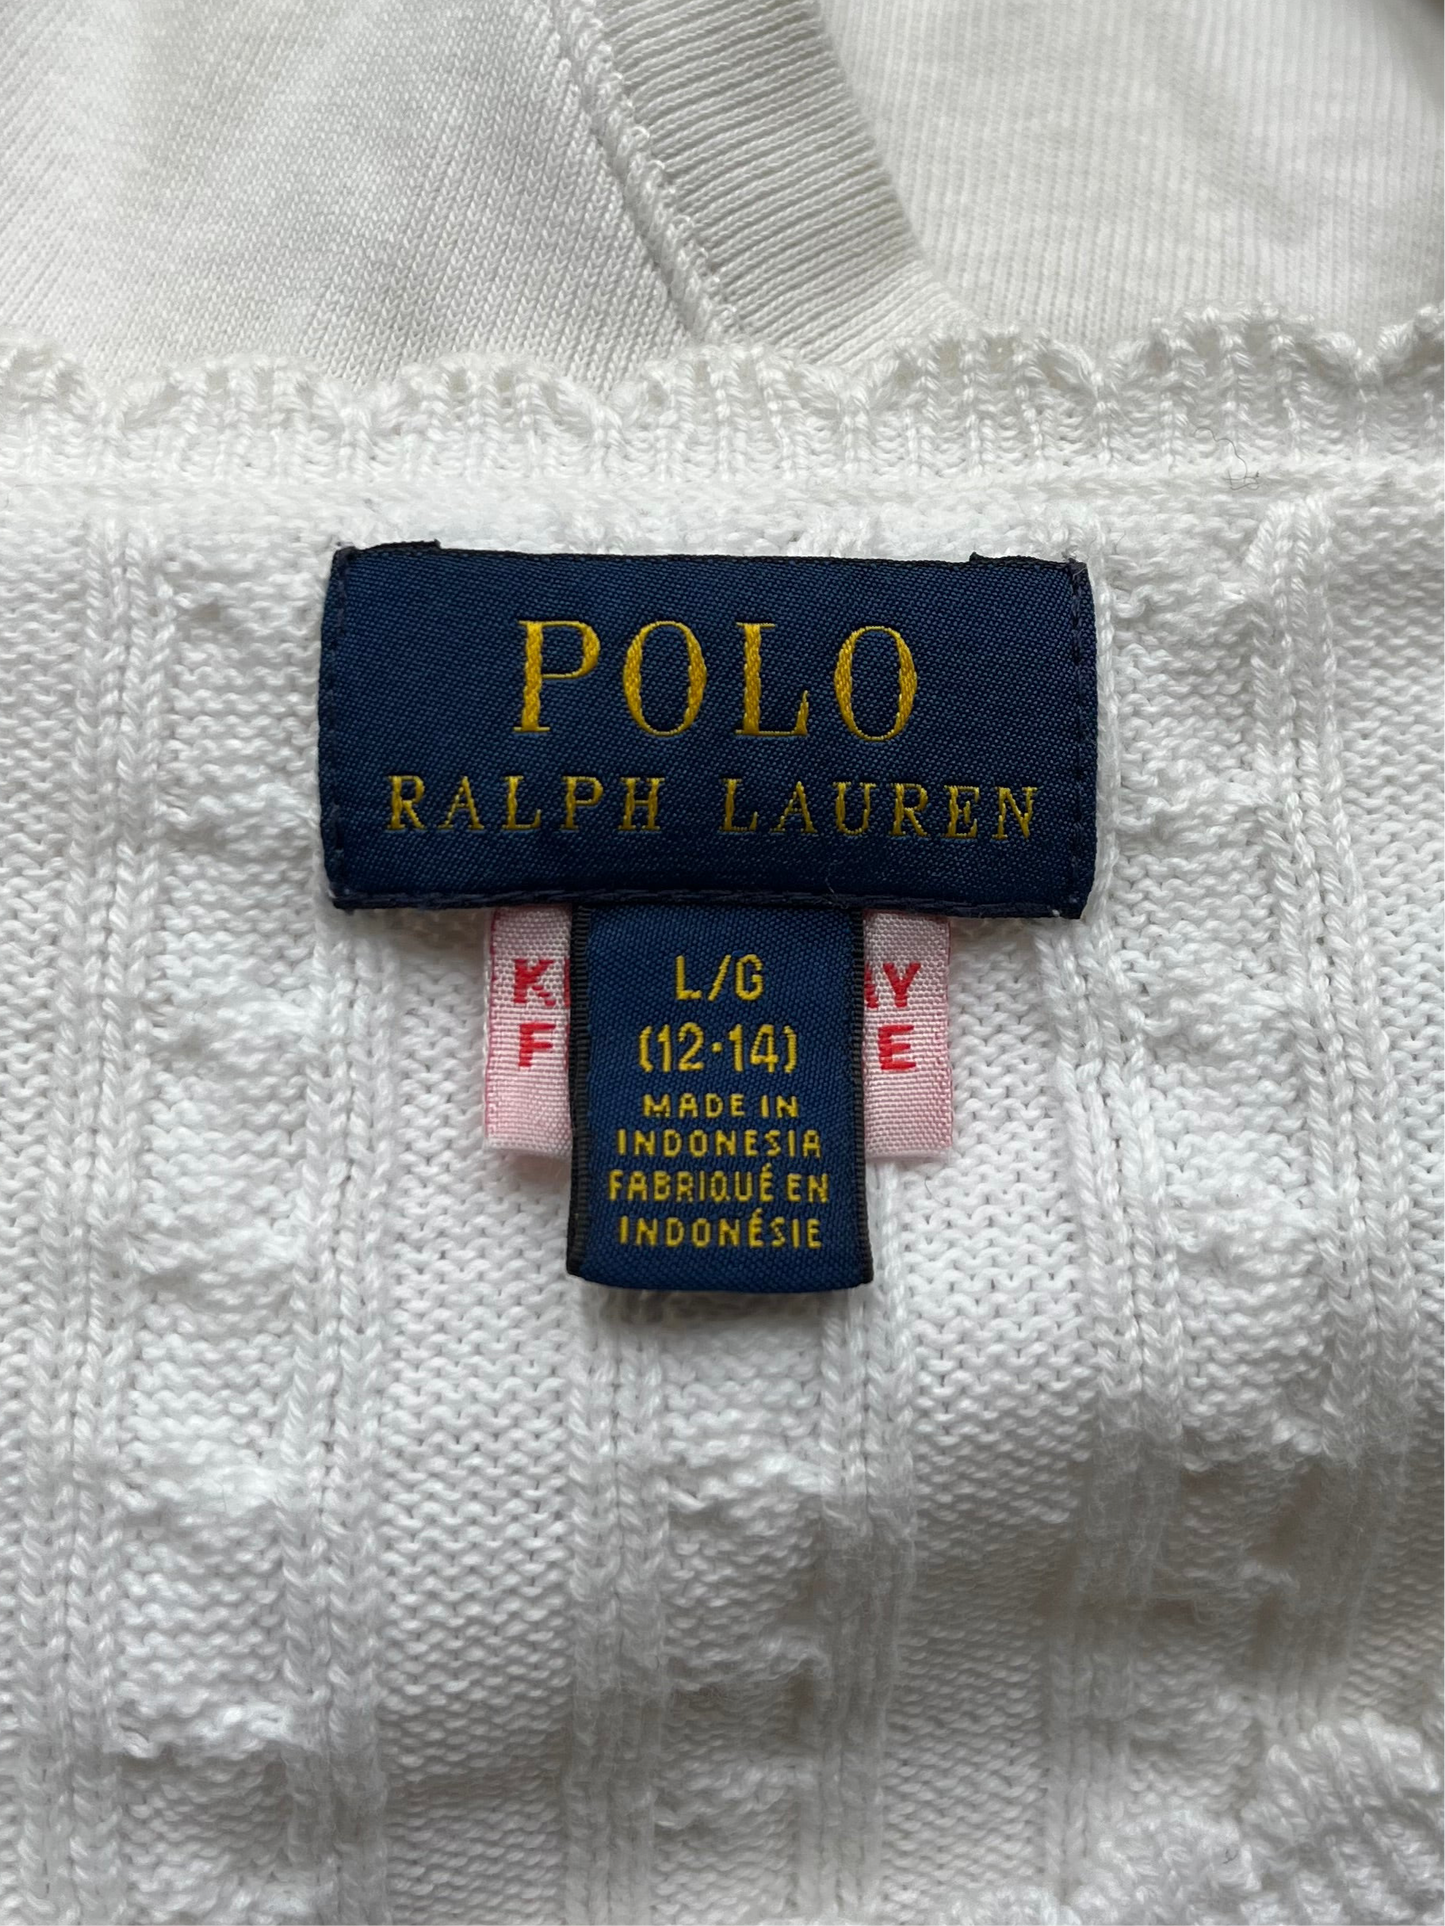 POLO
RALPH LAUREN
L/G
(12-14)
MADE IN
INDONESIA
FABRIQUÉ EN
INDONÉSIE